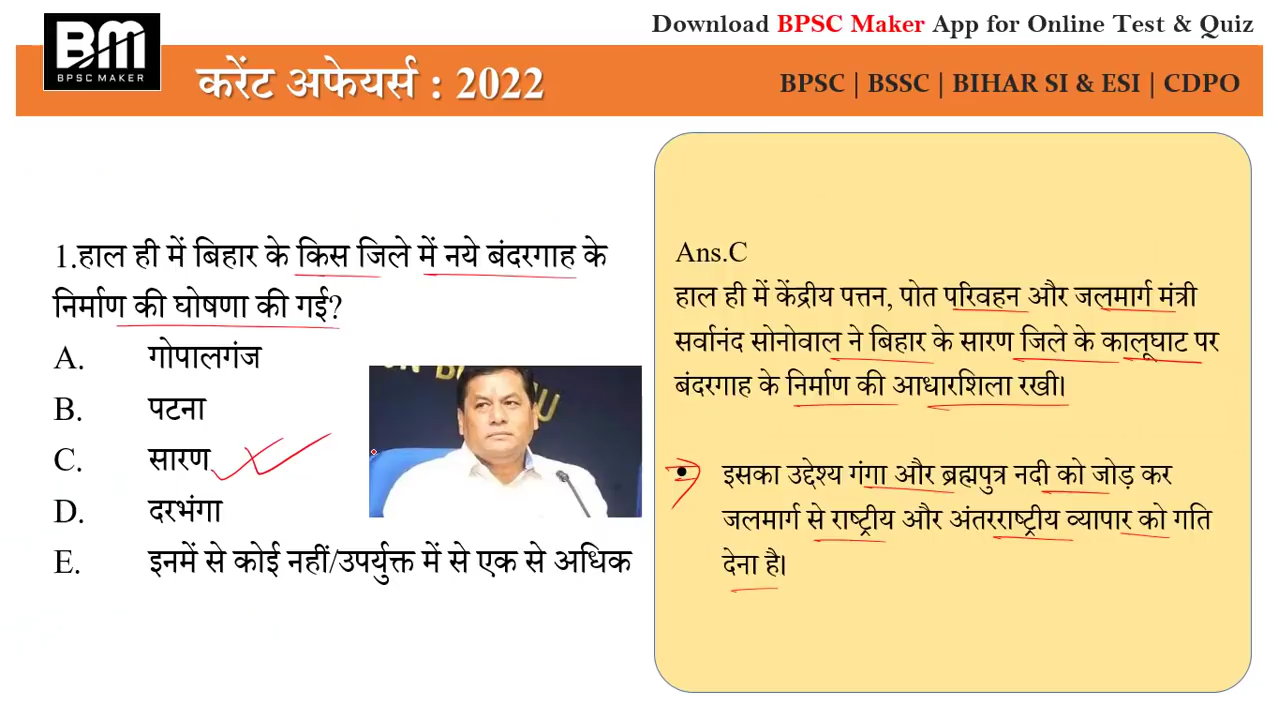 Download BPSC Maker App for Online Test & Quiz
BM
BPSC MAKER
करेंट अफेयर्स : 2022
BPSC | BSSC | BIHAR SI & ESI | CDPO
1.हाल ही में बिहार के किस जिले में नये बंदरगाह के
निर्माण की घोषणा की गई?
A. गोपालगंज
B. पटना
C. सारण
D. दरभंगा
E. इनमें से कोई नहीं/उपर्युक्त में से एक से अधिक
Ans.C
हाल ही में केंद्रीय पत्तन, पोत परिवहन और जलमार्ग मंत्री
सर्वानंद सोनोवाल ने बिहार के सारण जिले के कालूघाट पर
बंदरगाह के निर्माण की आधारशिला रखी।
• इसका उद्देश्य गंगा और ब्रह्मपुत्र नदी को जोड़ कर
जलमार्ग से राष्ट्रीय और अंतरराष्ट्रीय व्यापार को गति
देना है।